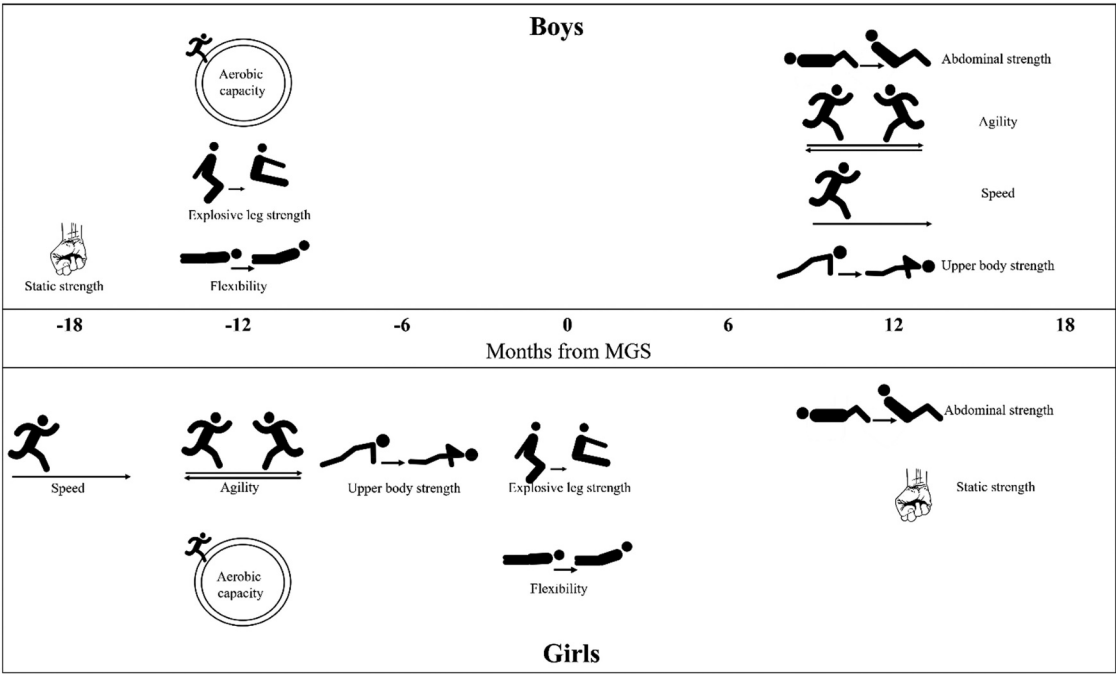 Boys
Aerobic
capacity
Explosive leg strength
Static strength
Flexibility
Abdominal strength
Agility
Speed
Upper body strength
-18 -12 -6 0 6 12 18
Months from MGS
Speed
Agility
Upper body strength
Explosive leg strength
Abdominal strength
Static strength
Aerobic
capacity
Flexibility
Girls